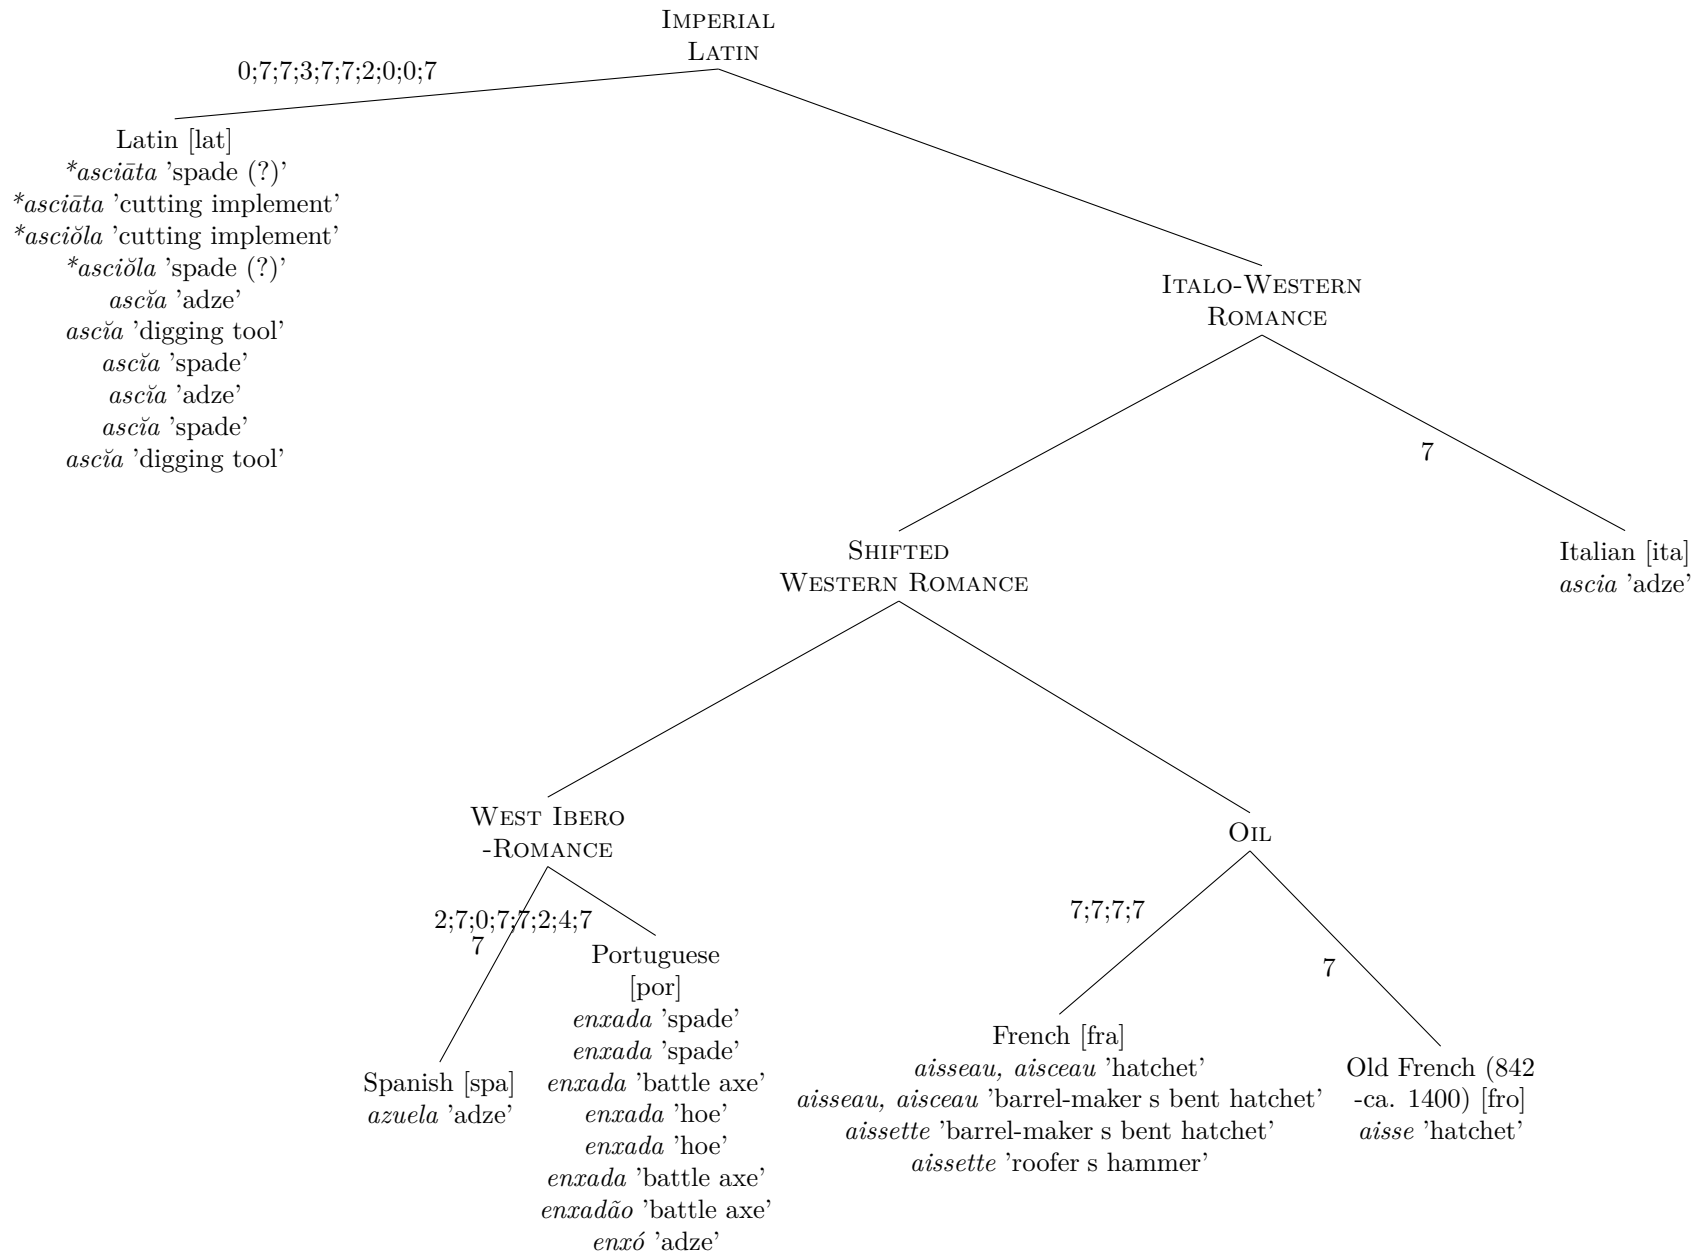 IMPERIAL
LATIN
0;7;7;3;7;7;2;0;0;7
Latin [lat]
*asciāta 'spade (?)'
*asciāta 'cutting implement'
*asciŏla 'cutting implement'
*asciŏla 'spade (?)'
ascĭa 'adze'
ascĭa 'digging tool'
ascĭa 'spade'
ascĭa 'adze'
ascĭa 'spade'
ascĭa 'digging tool'
ITALO-WESTERN
ROMANCE
7
Italian [ita]
ascia 'adze'
SHIFTED
WESTERN ROMANCE
WEST IBERO
-ROMANCE
2;7;0;7;7;2;4;7
7
Spanish [spa]
azuela 'adze'
Portuguese
[por]
enxada 'spade'
enxada 'spade'
enxada 'battle axe'
enxada 'hoe'
enxada 'hoe'
enxada 'battle axe'
enxadão 'battle axe'
enxó 'adze'
OIL
7;7;7;7
French [fra]
aisseau, aisceau 'hatchet'
aisseau, aisceau 'barrel-maker s bent hatchet'
aissette 'barrel-maker s bent hatchet'
aissette 'roofer s hammer'
7
Old French (842
-ca. 1400) [fro]
aisse 'hatchet'